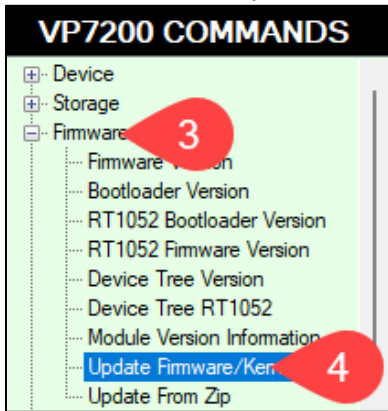 VP7200 COMMANDS
Device
Storage
Firmware
3
Firmware
Bootloader Version
RT1052 Bootloader Version
RT1052 Firmware Version
Device Tree Version
Device Tree RT1052
Module Version Information
Update Firmware/Ker
4
Update From Zip